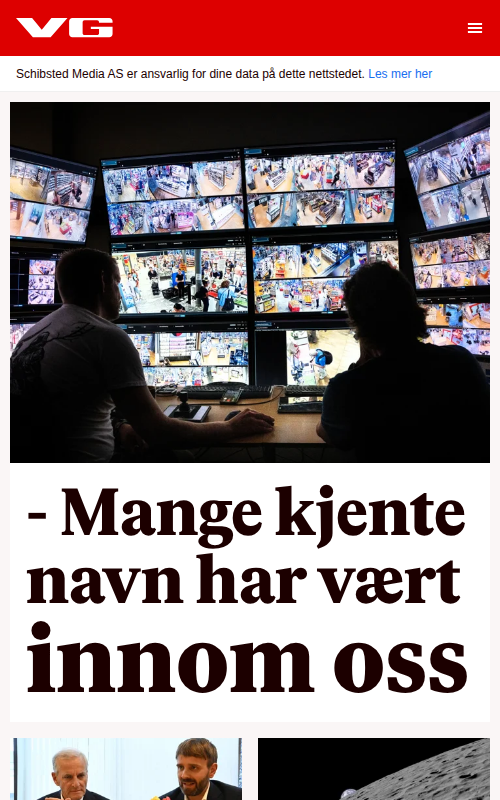 VG
Schibsted Media AS er ansvarlig for dine data på dette nettstedet. Les mer her
- Mange kjente
navn har vært
innom oss